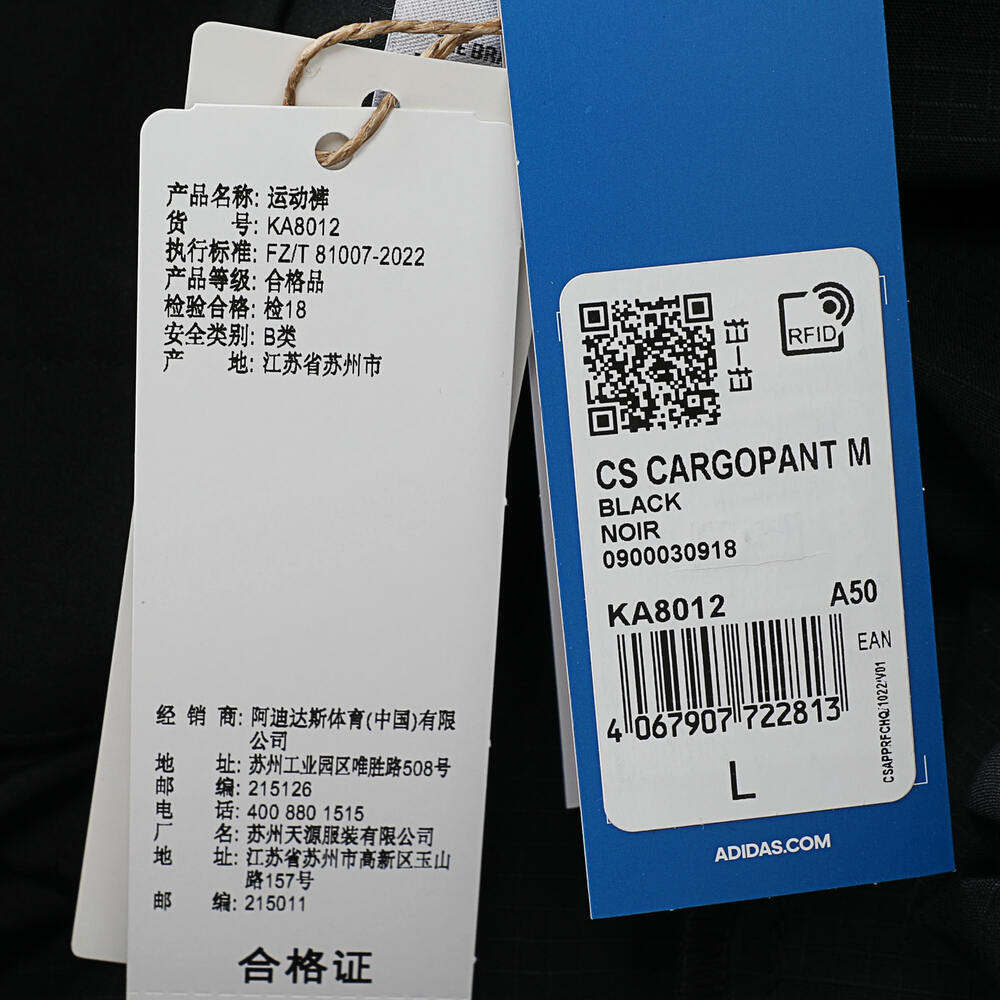 产品名称: 运动裤
货 号: KA8012
执行标准: FZ/T 81007-2022
产品等级: 合格品
检验合格: 检18
安全类别: B类
产 地: 江苏省苏州市
经 销 商: 阿迪达斯体育(中国)有限
公司
地 址: 苏州工业园区唯胜路508号
邮 编: 215126
电 话: 400 880 1515
厂 名: 苏州天源服装有限公司
地 址: 江苏省苏州市高新区玉山
路157号
邮 编: 215011
合格证
扫一扫
RFID
CS CARGOPANT M
BLACK
NOIR
0900030918
KA8012 A50
EAN
4 067907 722813
L
ADIDAS.COM